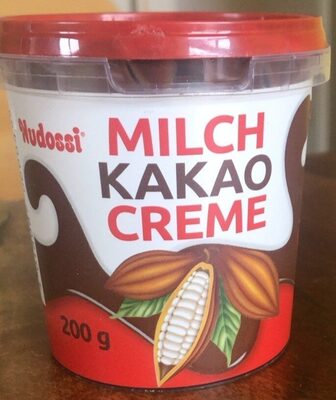 Nudossi®
MILCH
KAKAO
CREME
200 g